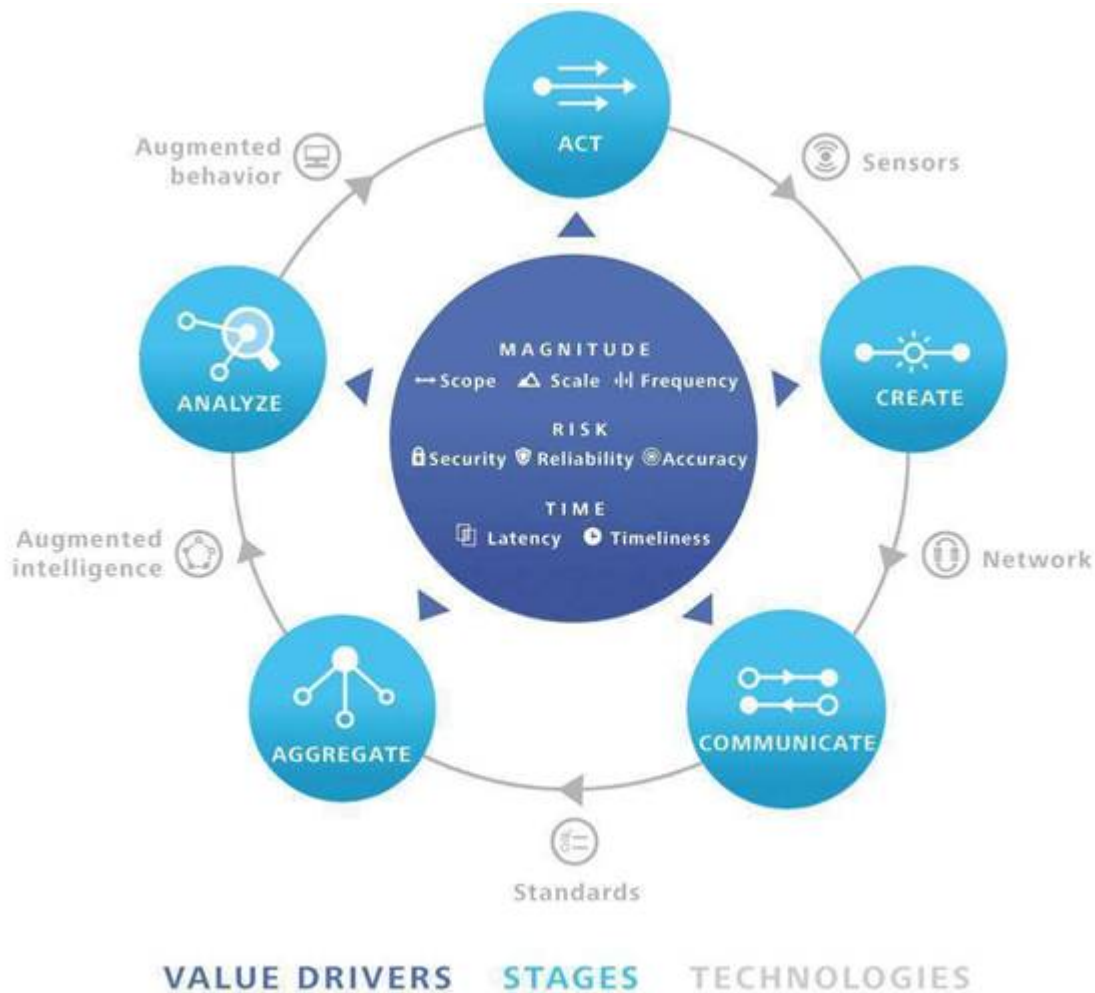 ACT
Augmented
behavior
Sensors
ANALYZE
MAGNITUDE
Scope Scale Frequency
RISK
Security Reliability Accuracy
TIME
Latency Timeliness
CREATE
Augmented
intelligence
Network
AGGREGATE
COMMUNICATE
Standards
VALUE DRIVERS STAGES TECHNOLOGIES